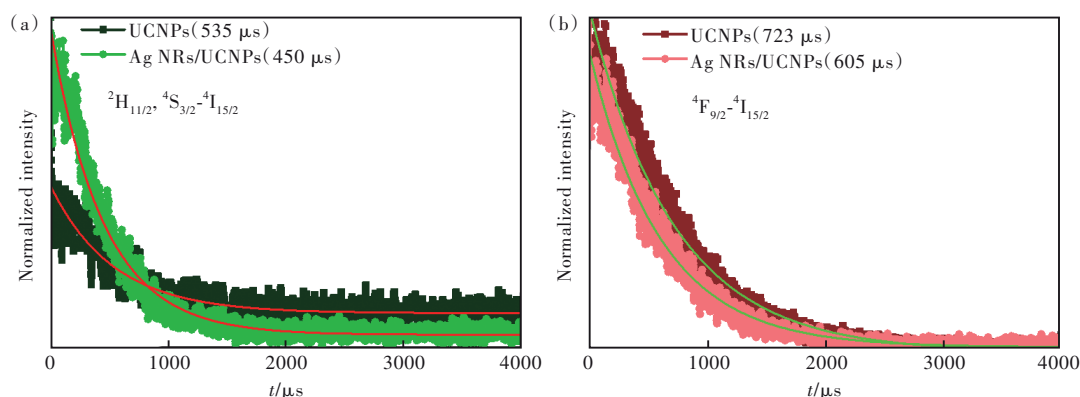 (a)
UCNPs(535 μs)
Ag NRs/UCNPs(450 μs)
²H₁₁/₂, ⁴S₃/₂-⁴I₁₅/₂
Normalized intensity
0 1000 2000 3000 4000
t/μs
(b)
UCNPs(723 μs)
Ag NRs/UCNPs(605 μs)
⁴F₉/₂-⁴I₁₅/₂
Normalized intensity
0 1000 2000 3000 4000
t/μs